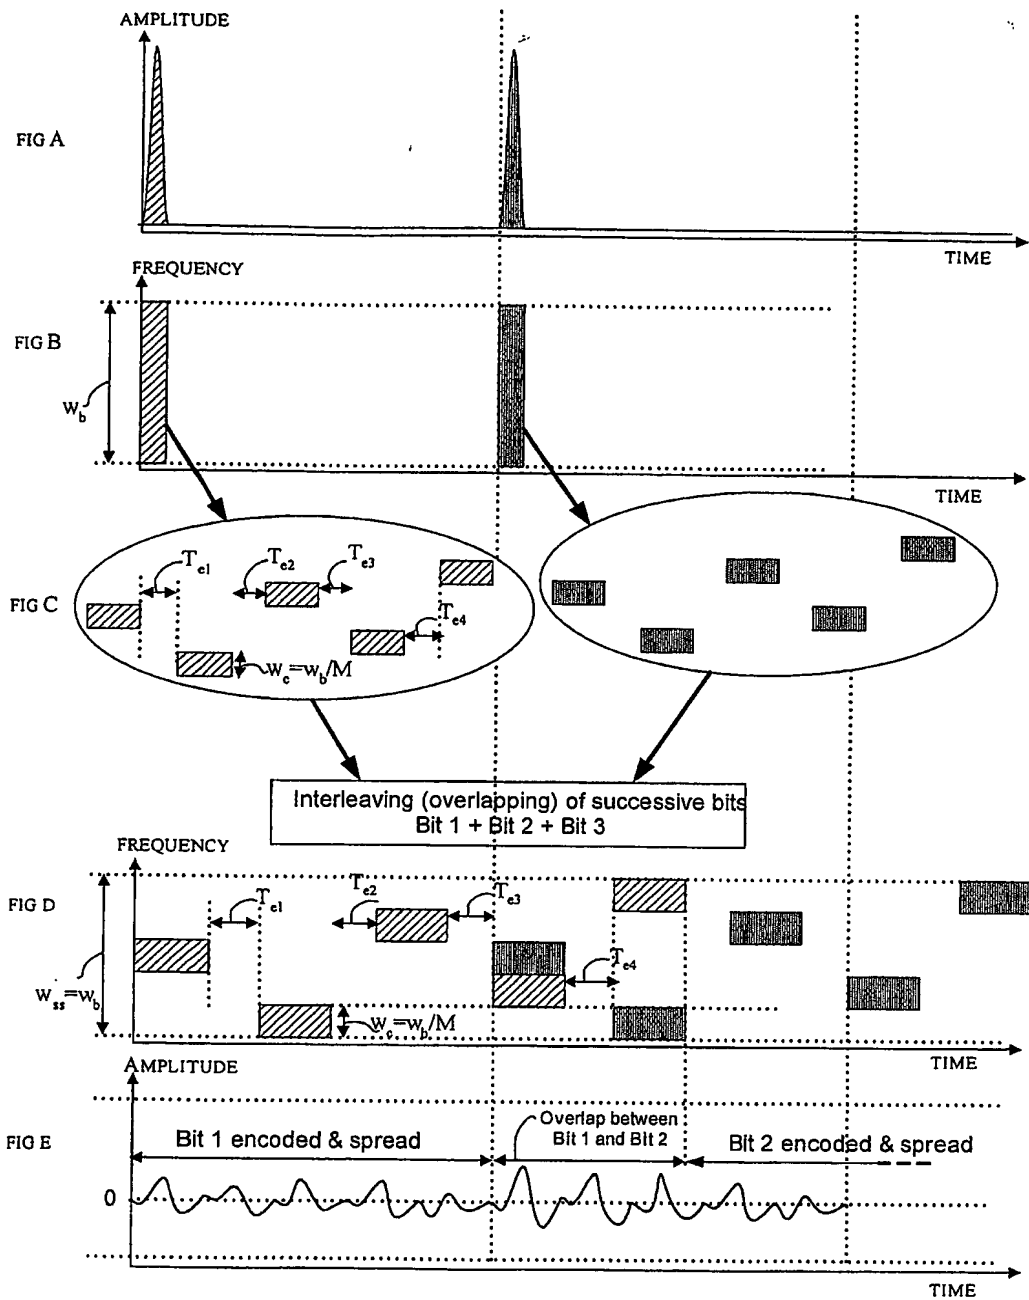 AMPLITUDE
FIG A
TIME
FREQUENCY
FIG B
w_b
TIME
T_e1
T_e2
T_e3
FIG C
T_e4
w_c=w_b/M
Interleaving (overlapping) of successive bits
Bit 1 + Bit 2 + Bit 3
FREQUENCY
FIG D
T_e1
T_e2
T_e3
T_e4
w_ss=w_b
w_c=w_b/M
TIME
AMPLITUDE
FIG E
Bit 1 encoded & spread
Overlap between
Bit 1 and Bit 2
Bit 2 encoded & spread
0
TIME